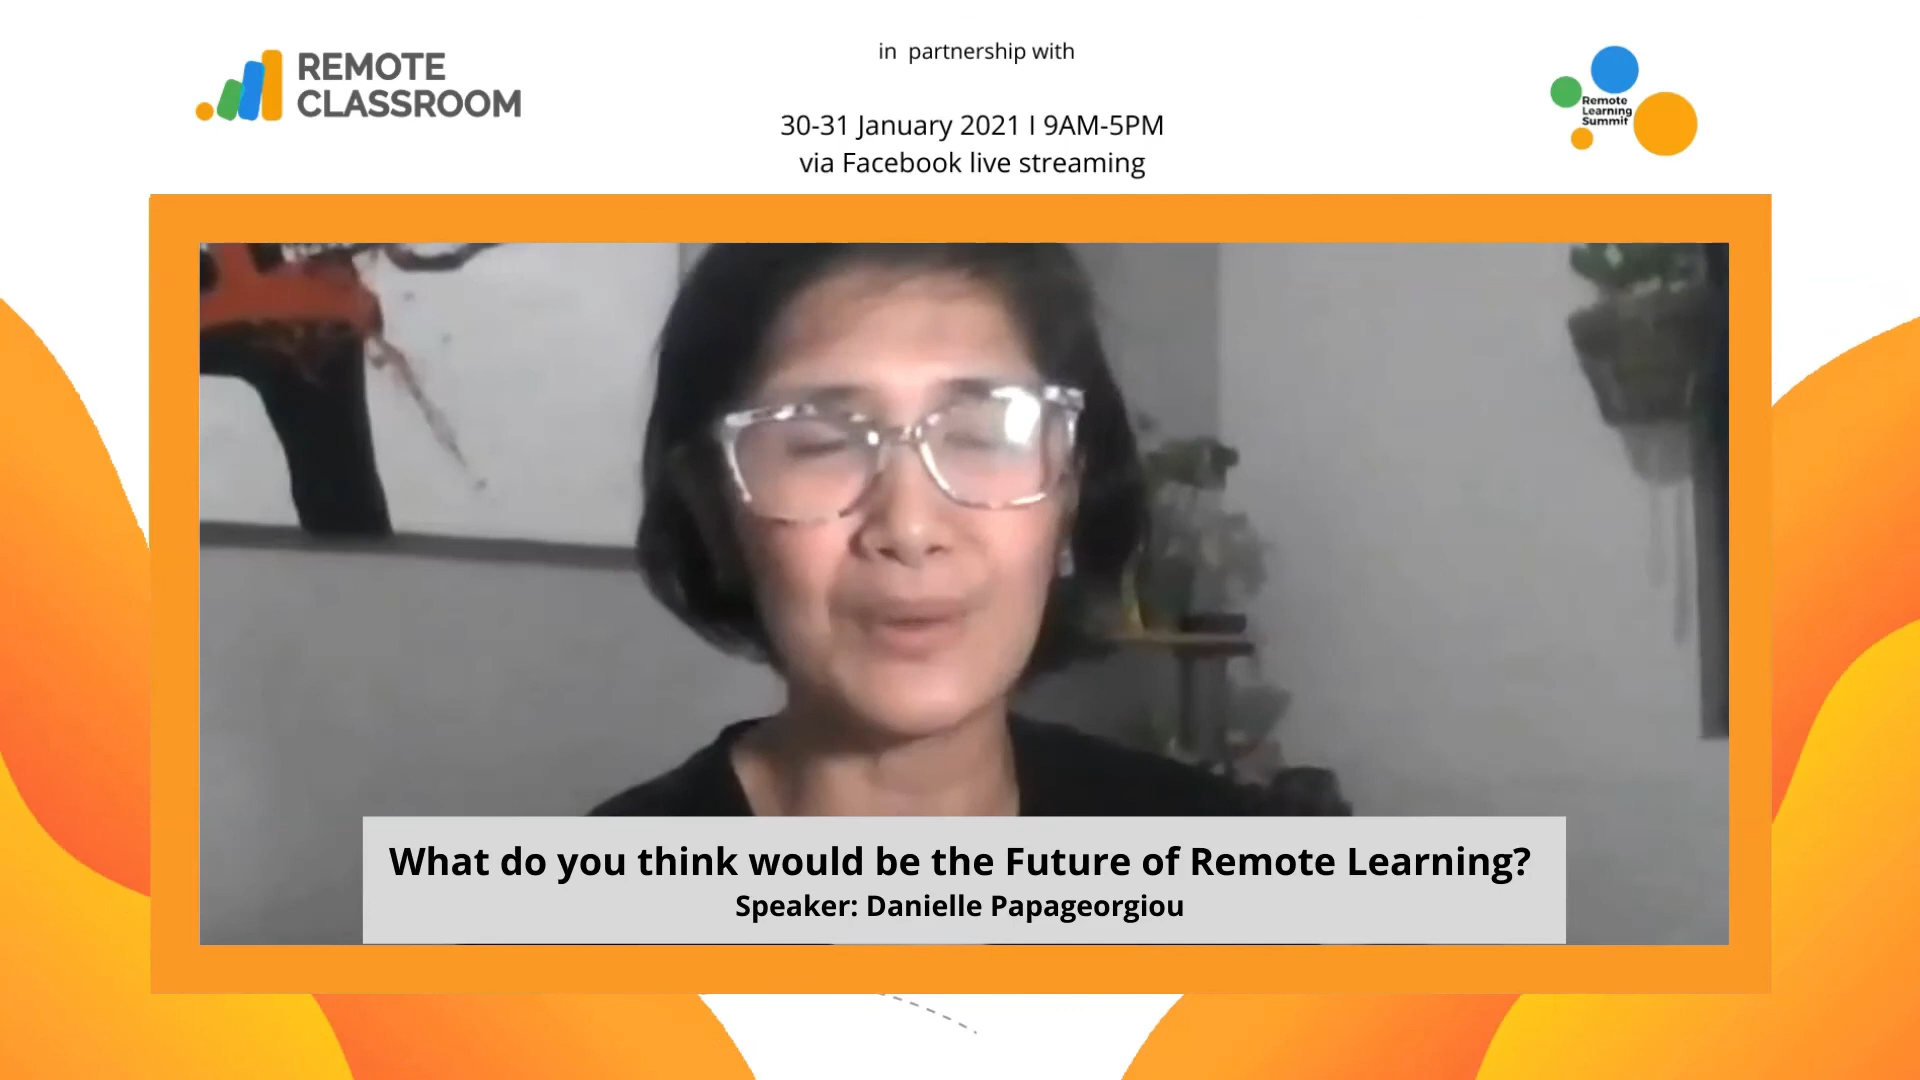 REMOTE
CLASSROOM
in partnership with
30-31 January 2021 I 9AM-5PM
via Facebook live streaming
Remote
Learning
Summit
What do you think would be the Future of Remote Learning?
Speaker: Danielle Papageorgiou